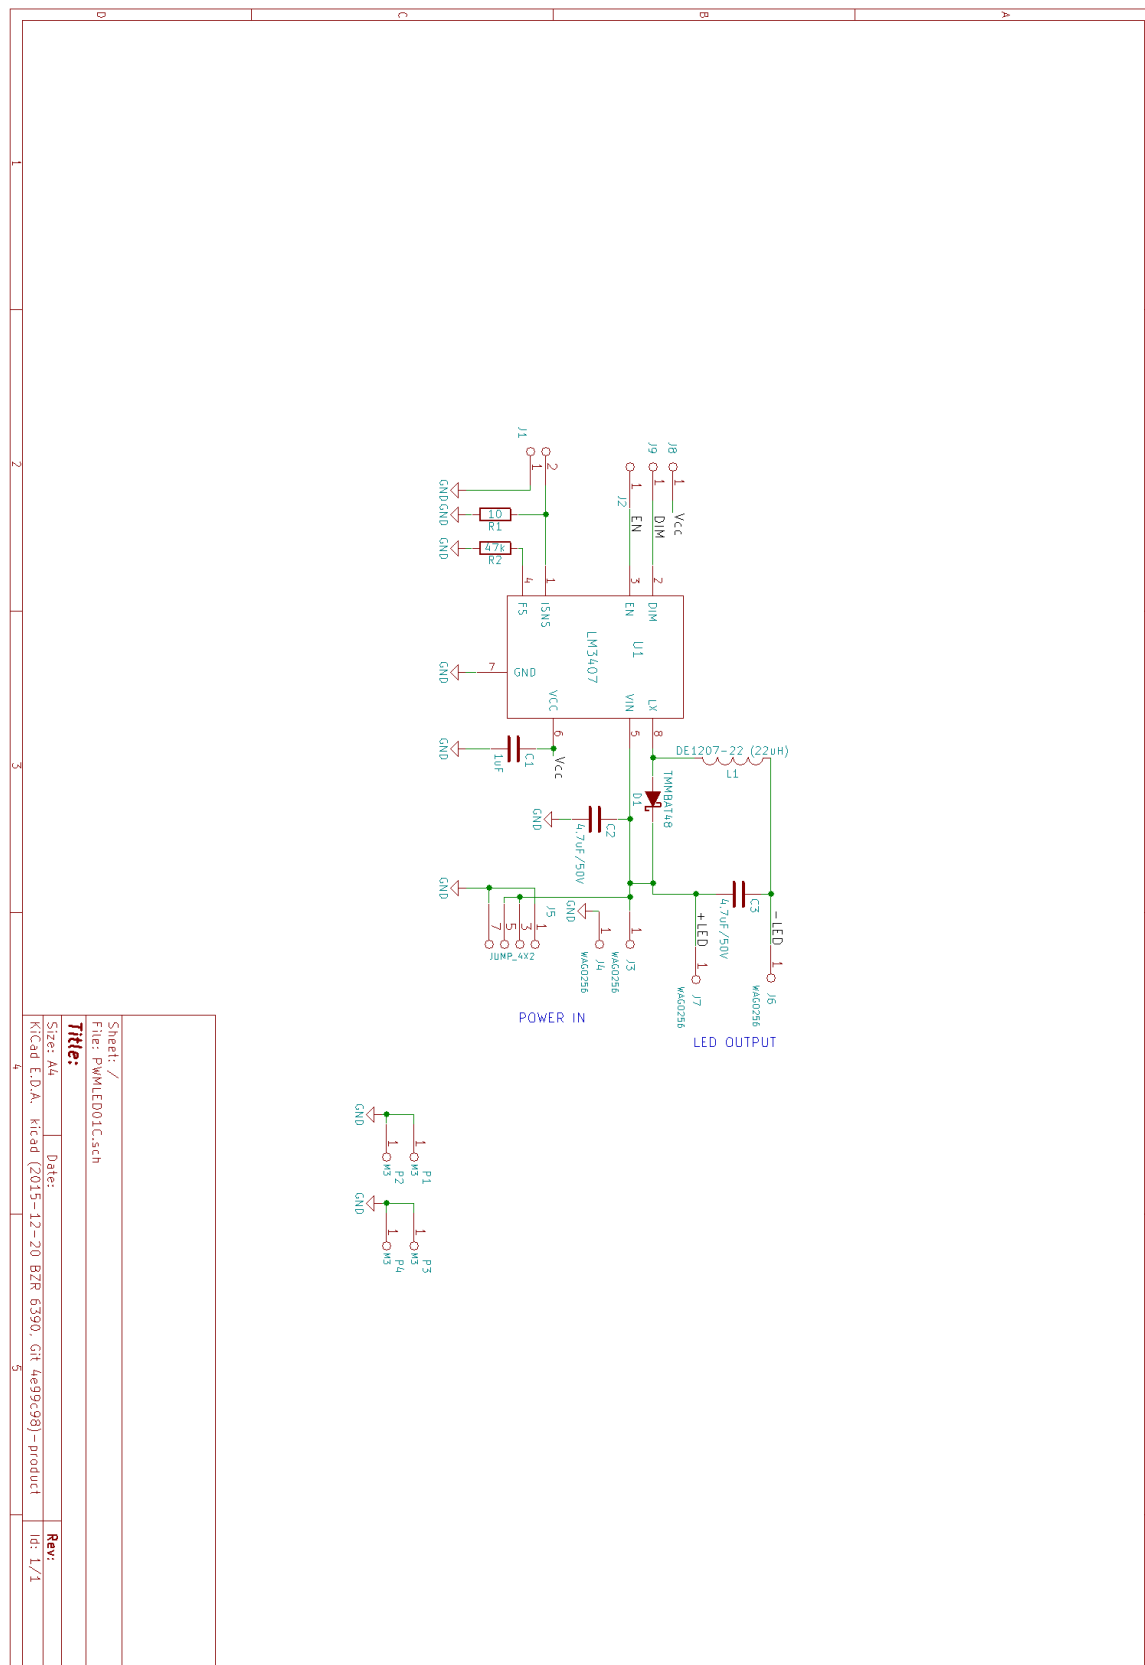 1
2
3
4
5
A
B
C
D
J8
1
Vcc
J9
1
DIM
J2
1
EN
J1
2
1
GND
GND
10
R1
GND
47k
R2
2
DIM
3
EN
1
ISNS
4
FS
U1
LM3407
LX
8
VIN
5
VCC
6
GND
7
GND
DE1207-22 (22uH)
L1
TMMBAT48
D1
Vcc
C1
1uF
GND
C2
4.7uF/50V
GND
C3
4.7uF/50V
-LED
1
J6
WAGO256
+LED
1
J7
WAGO256
LED OUTPUT
1
J3
WAGO256
1
J4
WAGO256
GND
J5
1
3
5
7
JUMP_4X2
GND
POWER IN
GND
1
P1
M3
1
P2
M3
GND
1
P3
M3
1
P4
M3
Sheet: /
File: PWMLED01C.sch
Title:
Size: A4
Date:
Rev:
KiCad E.D.A. kicad (2015-12-20 BZR 6390, Git 4e99c98)-product
Id: 1/1